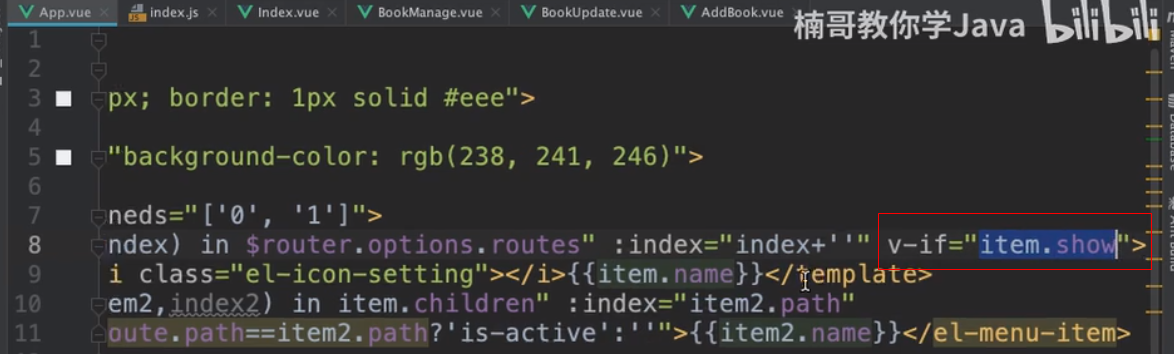 App.vue index.js Index.vue BookManage.vue BookUpdate.vue AddBook.vue
楠哥教你学Java bilibili
1
2
3 px; border: 1px solid #eee">
4
5 "background-color: rgb(238, 241, 246)">
6
7 neds="['0', '1']">
8 ndex) in $router.options.routes" :index="index+''" v-if="item.show">
9 i class="el-icon-setting"></i>{{item.name}}</template>
10 em2,index2) in item.children" :index="item2.path"
11 oute.path==item2.path?'is-active':''">{{item2.name}}</el-menu-item>